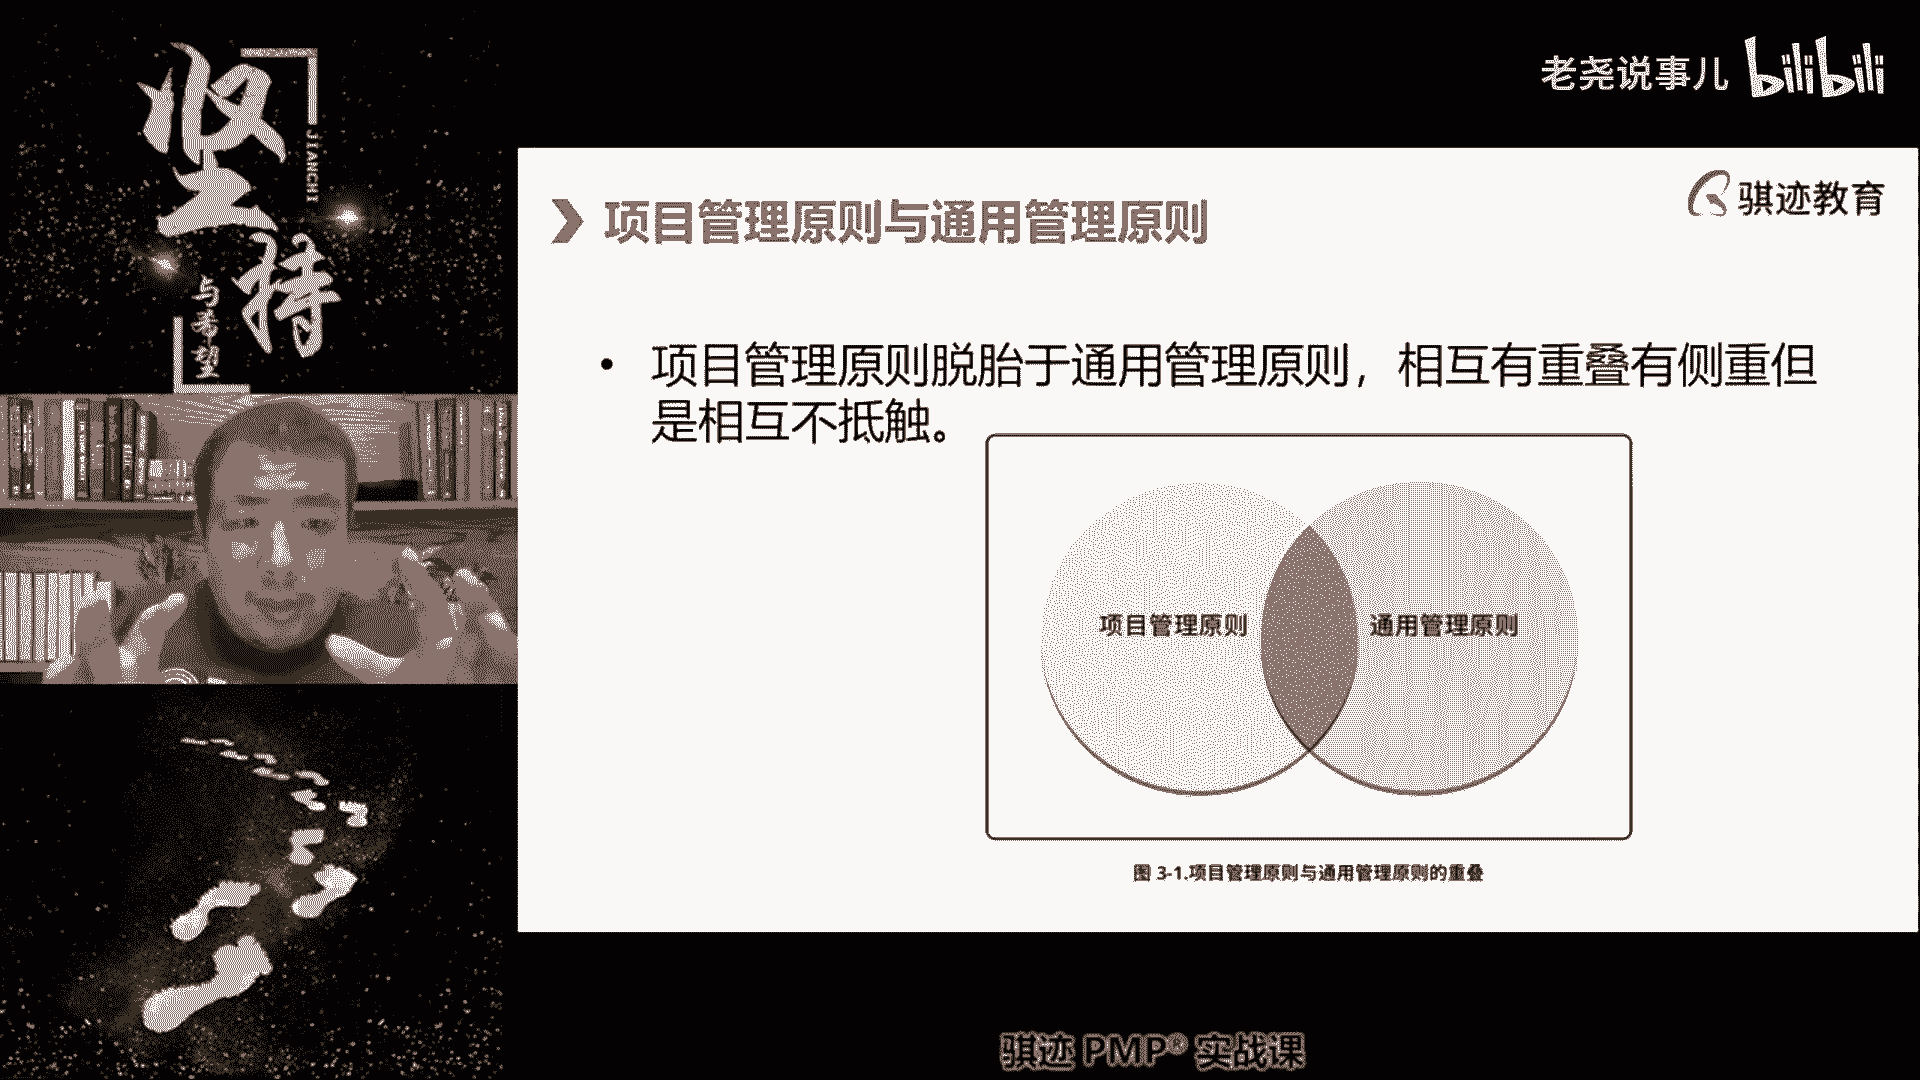 坚持
JIANCHI
与希望
老尧说事儿 bilibili
骐迹教育
项目管理原则与通用管理原则
• 项目管理原则脱胎于通用管理原则，相互有重叠有侧重但
是相互不抵触。
项目管理原则
通用管理原则
图 3-1.项目管理原则与通用管理原则的重叠
骐迹 PMP® 实战课